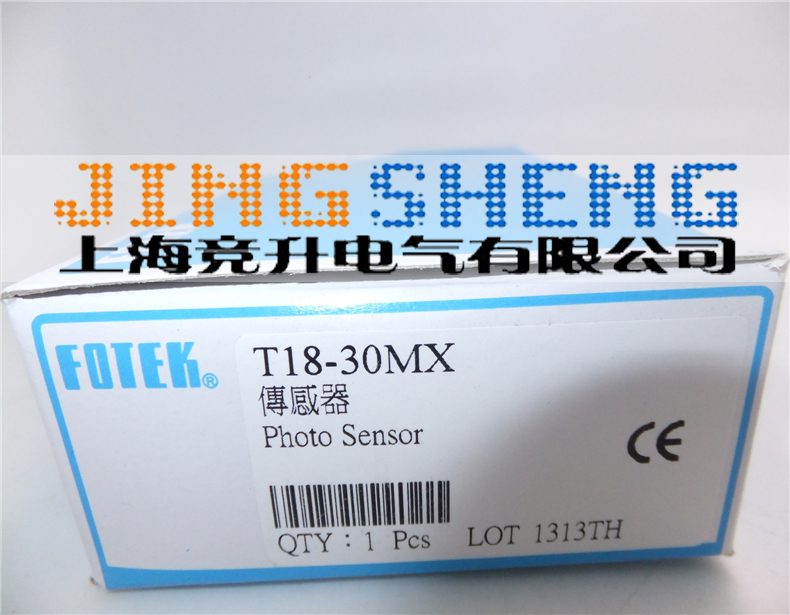 JINGSHENG
上海竞升电气有限公司
FOTEK®
T18-30MX
傳感器
Photo Sensor
CE
QTY：1 Pcs LOT 1313TH